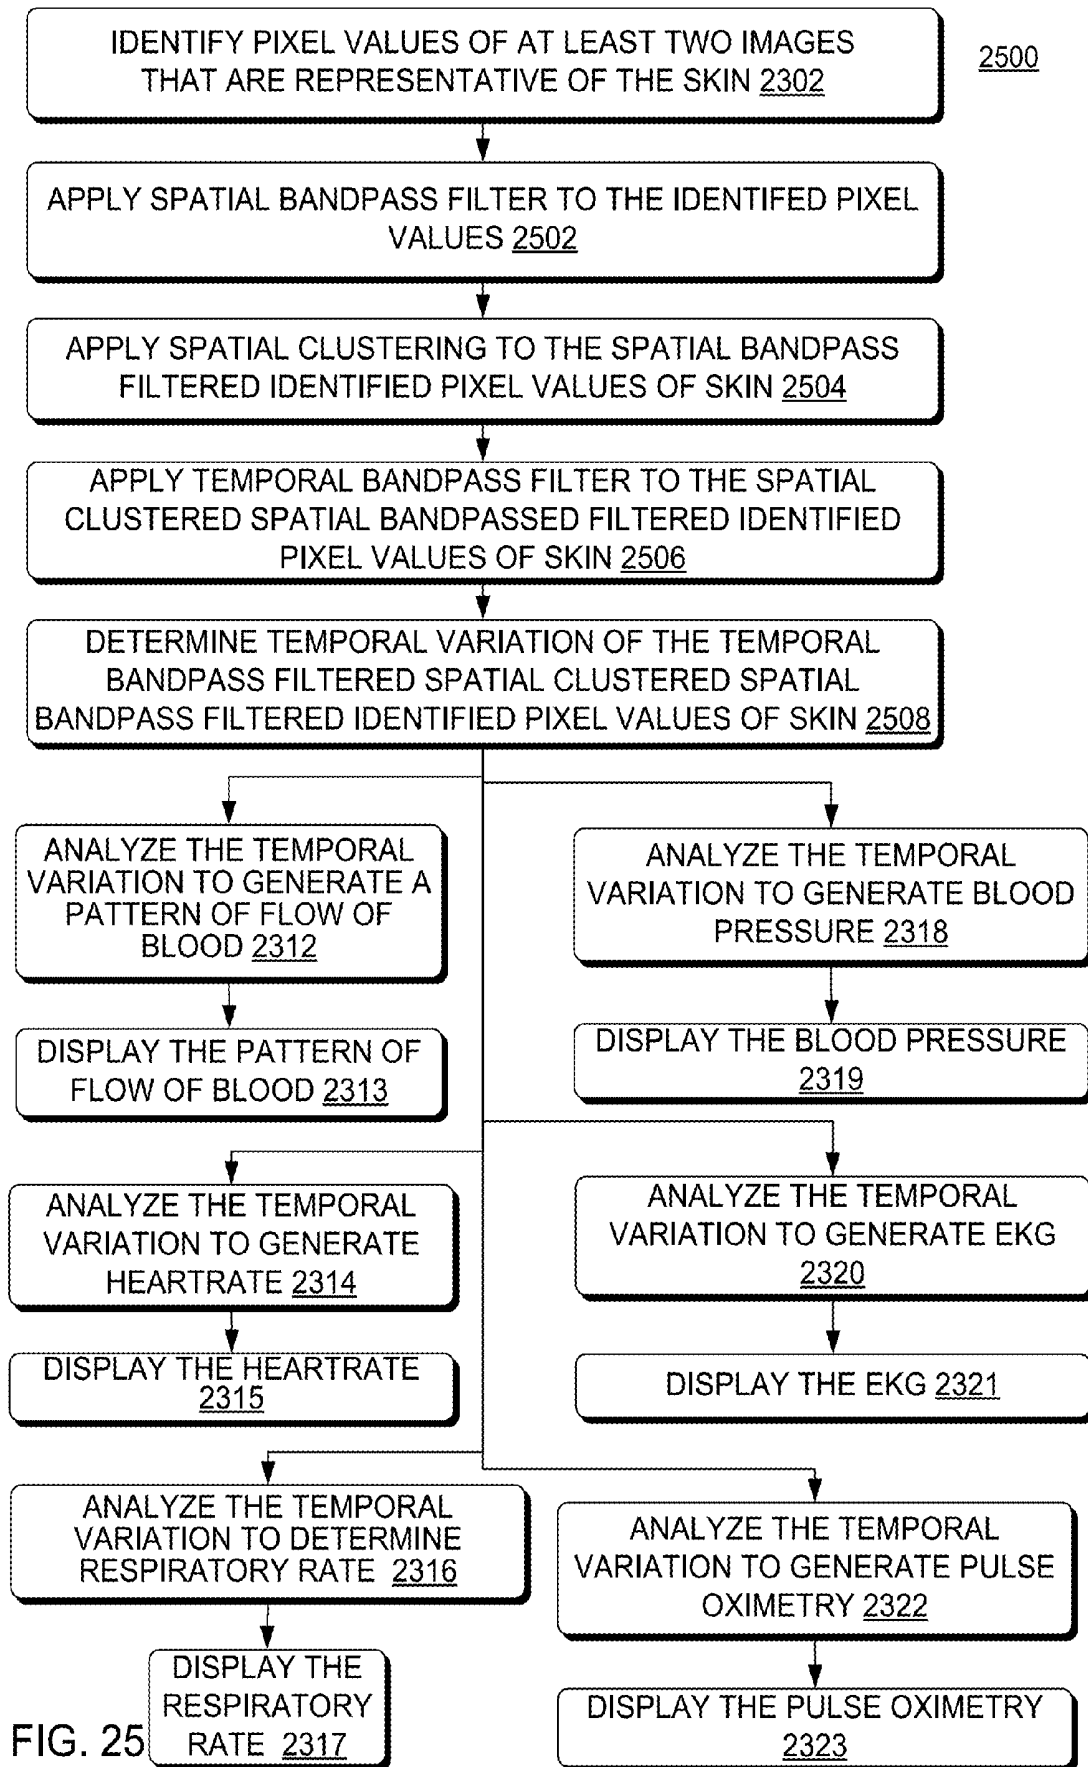 IDENTIFY PIXEL VALUES OF AT LEAST TWO IMAGES
THAT ARE REPRESENTATIVE OF THE SKIN 2302
2500
APPLY SPATIAL BANDPASS FILTER TO THE IDENTIFED PIXEL
VALUES 2502
APPLY SPATIAL CLUSTERING TO THE SPATIAL BANDPASS
FILTERED IDENTIFIED PIXEL VALUES OF SKIN 2504
APPLY TEMPORAL BANDPASS FILTER TO THE SPATIAL
CLUSTERED SPATIAL BANDPASSED FILTERED IDENTIFIED
PIXEL VALUES OF SKIN 2506
DETERMINE TEMPORAL VARIATION OF THE TEMPORAL
BANDPASS FILTERED SPATIAL CLUSTERED SPATIAL
BANDPASS FILTERED IDENTIFIED PIXEL VALUES OF SKIN 2508
ANALYZE THE TEMPORAL
VARIATION TO GENERATE A
PATTERN OF FLOW OF
BLOOD 2312
DISPLAY THE PATTERN OF
FLOW OF BLOOD 2313
ANALYZE THE TEMPORAL
VARIATION TO GENERATE BLOOD
PRESSURE 2318
DISPLAY THE BLOOD PRESSURE
2319
ANALYZE THE TEMPORAL
VARIATION TO GENERATE
HEARTRATE 2314
DISPLAY THE HEARTRATE
2315
ANALYZE THE TEMPORAL
VARIATION TO GENERATE EKG
2320
DISPLAY THE EKG 2321
ANALYZE THE TEMPORAL
VARIATION TO DETERMINE
RESPIRATORY RATE 2316
DISPLAY THE
RESPIRATORY
RATE 2317
ANALYZE THE TEMPORAL
VARIATION TO GENERATE PULSE
OXIMETRY 2322
DISPLAY THE PULSE OXIMETRY
2323
FIG. 25